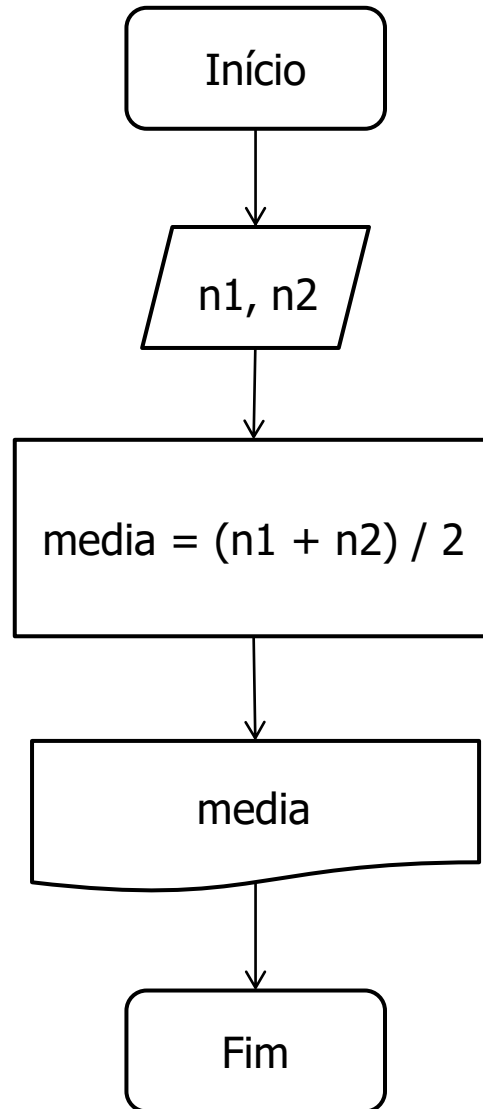 Início
n1, n2
media = (n1 + n2) / 2
media
Fim